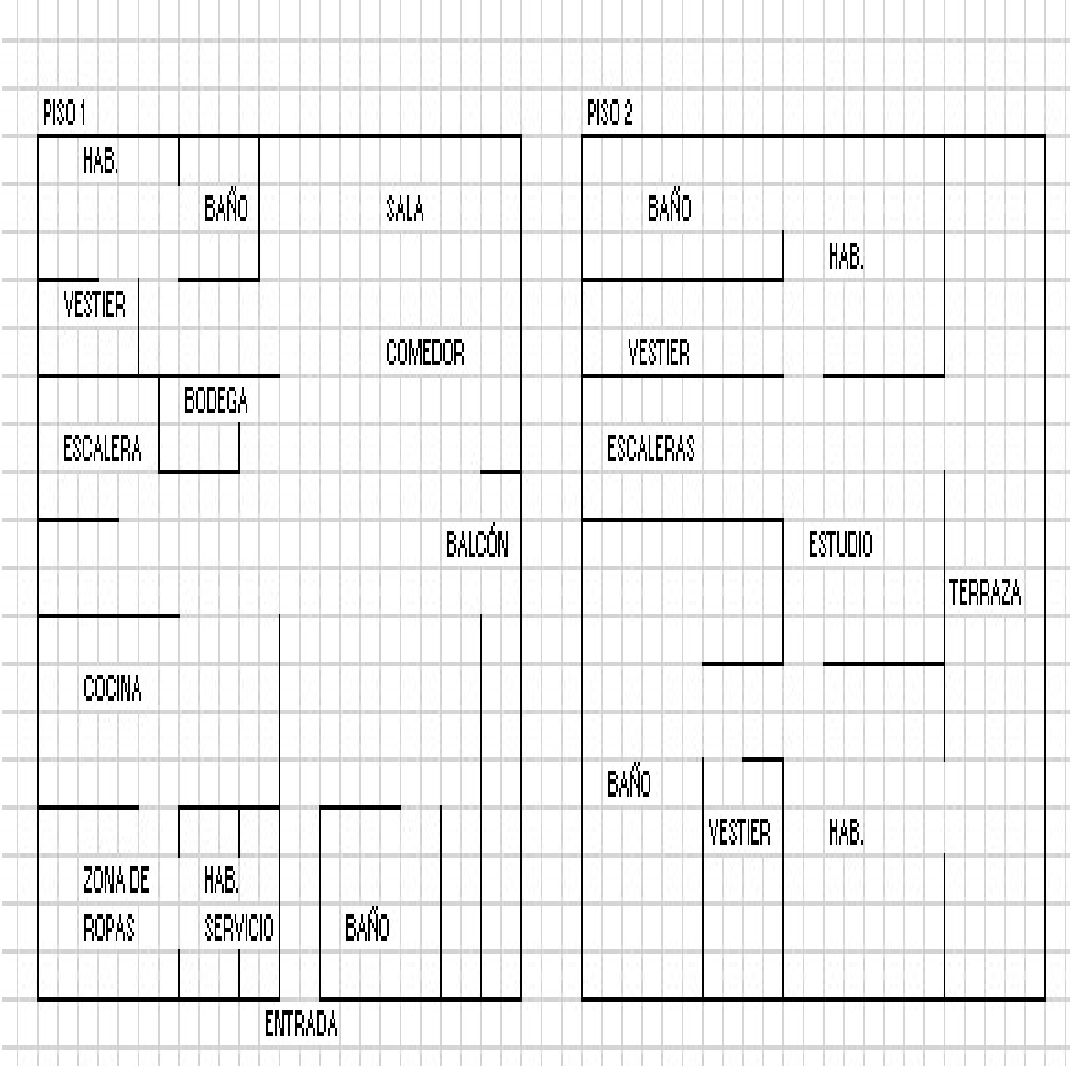 PISO 1
HAB.
BAÑO
SALA
VESTIER
COMEDOR
BODEGA
ESCALERA
BALCÓN
COCINA
ZONA DE
ROPAS
HAB.
SERVICIO
BAÑO
ENTRADA
PISO 2
BAÑO
HAB.
VESTIER
ESCALERAS
ESTUDIO
TERRAZA
BAÑO
VESTIER
HAB.